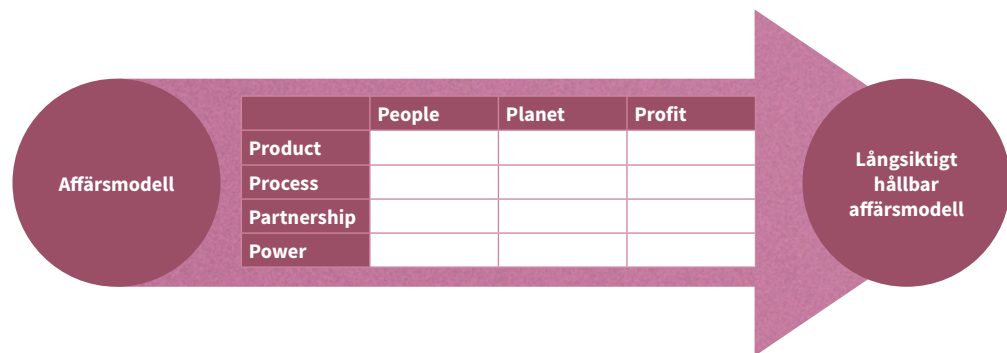 Affärsmodell
People Planet Profit
Product
Process
Partnership
Power
Långsiktigt
hållbar
affärsmodell